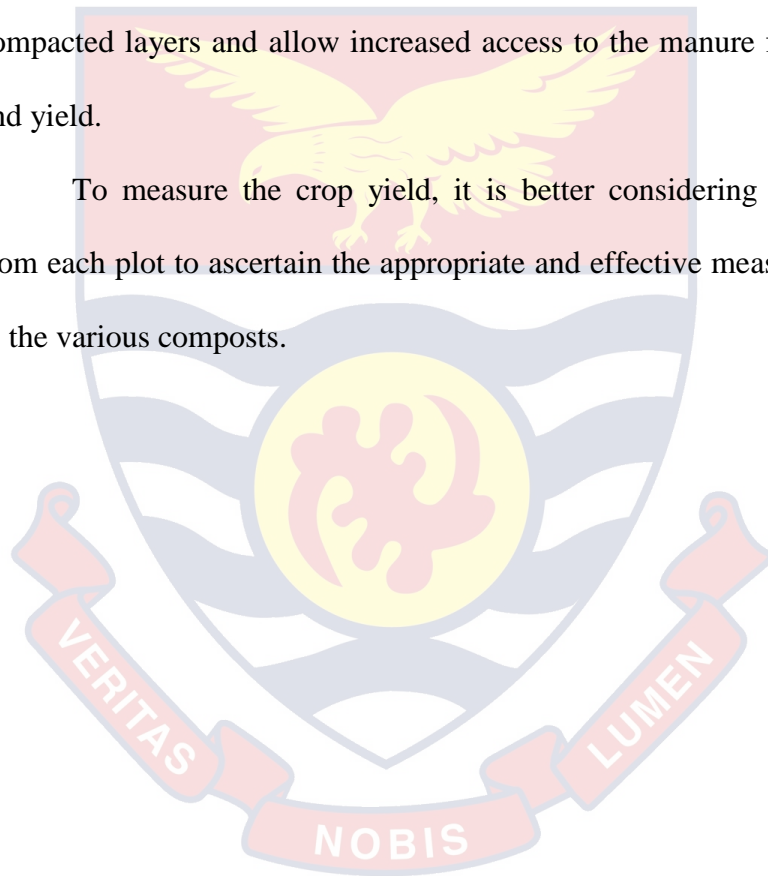 ompacted layers and allow increased access to the manure
nd yield.
To measure the crop yield, it is better considering
om each plot to ascertain the appropriate and effective meas
the various composts.
VERITAS
NOBIS
LUMEN